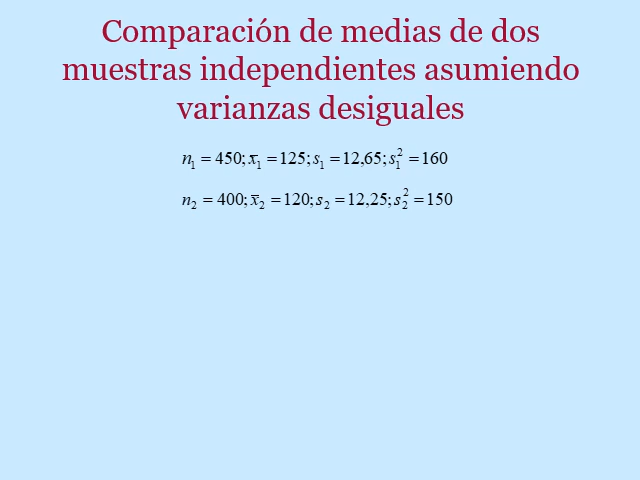 Comparación de medias de dos
muestras independientes asumiendo
varianzas desiguales
n₁ = 450; x̅₁ = 125; s₁ = 12,65; s₁² = 160
n₂ = 400; x̅₂ = 120; s₂ = 12,25; s₂² = 150